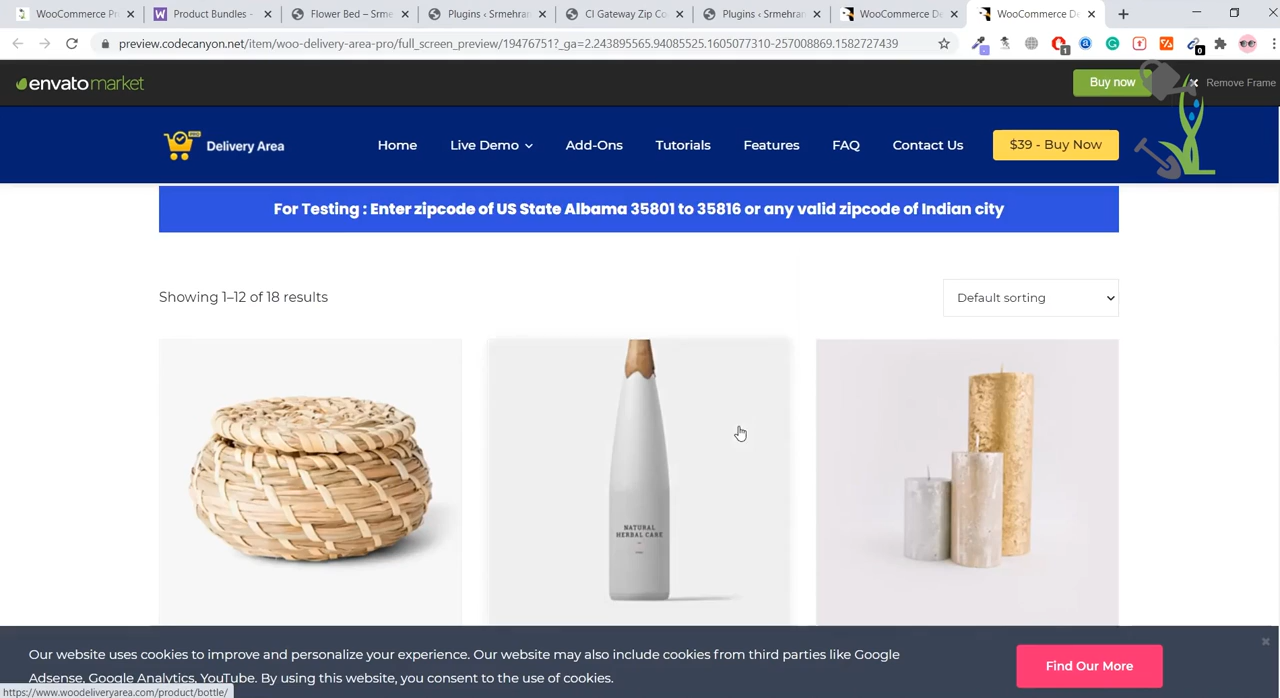 WooCommerce Pr
Product Bundles -
Flower Bed – Srme
Plugins ‹ Srmehran
CI Gateway Zip Co
Plugins ‹ Srmehran
WooCommerce De
WooCommerce De
preview.codecanyon.net/item/woo-delivery-area-pro/full_screen_preview/19476751?_ga=2.243895565.94085525.1605077310-257008869.1582727439
1
0
envatomarket
Buy now
Remove Frame
PRO
Delivery Area
Home
Live Demo
Add-Ons
Tutorials
Features
FAQ
Contact Us
$39 - Buy Now
For Testing : Enter zipcode of US State Albama 35801 to 35816 or any valid zipcode of Indian city
Showing 1–12 of 18 results
Default sorting
NATURAL
HERBAL CARE
Our website uses cookies to improve and personalize your experience. Our website may also include cookies from third parties like Google
Adsense, Google Analytics, YouTube. By using this website, you consent to the use of cookies.
Find Our More
https://www.woodeliveryarea.com/product/bottle/